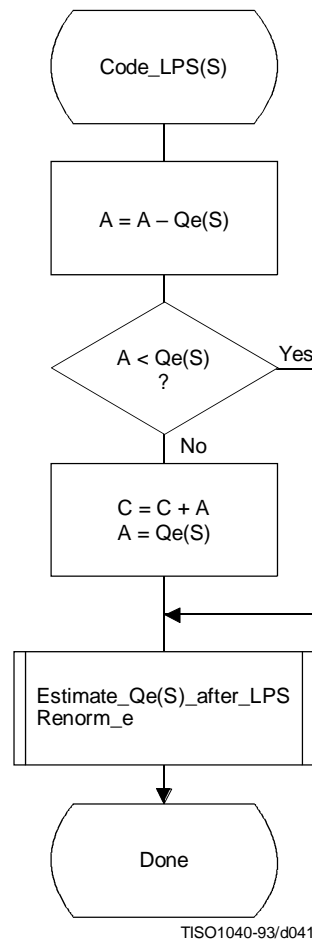 Code_LPS(S)
A = A – Qe(S)
A < Qe(S)
?
Yes
No
C = C + A
A = Qe(S)
Estimate_Qe(S)_after_LPS
Renorm_e
Done
TISO1040-93/d041